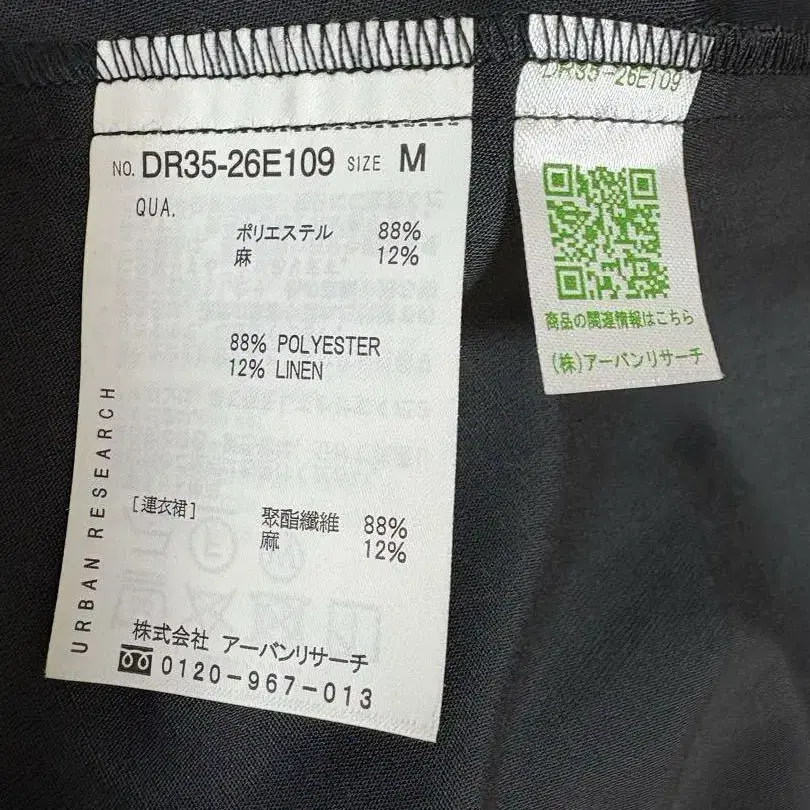 NO. DR35-26E109 SIZE M
QUA.
ポリエステル 88%
麻 12%
88% POLYESTER
12% LINEN
URBAN RESEARCH
[連衣裙] 聚酯纖維 88%
麻 12%
株式会社 アーバンリサーチ
0120-967-013
DR35-26E109
商品の関連情報はこちら
(株)アーバンリサーチ